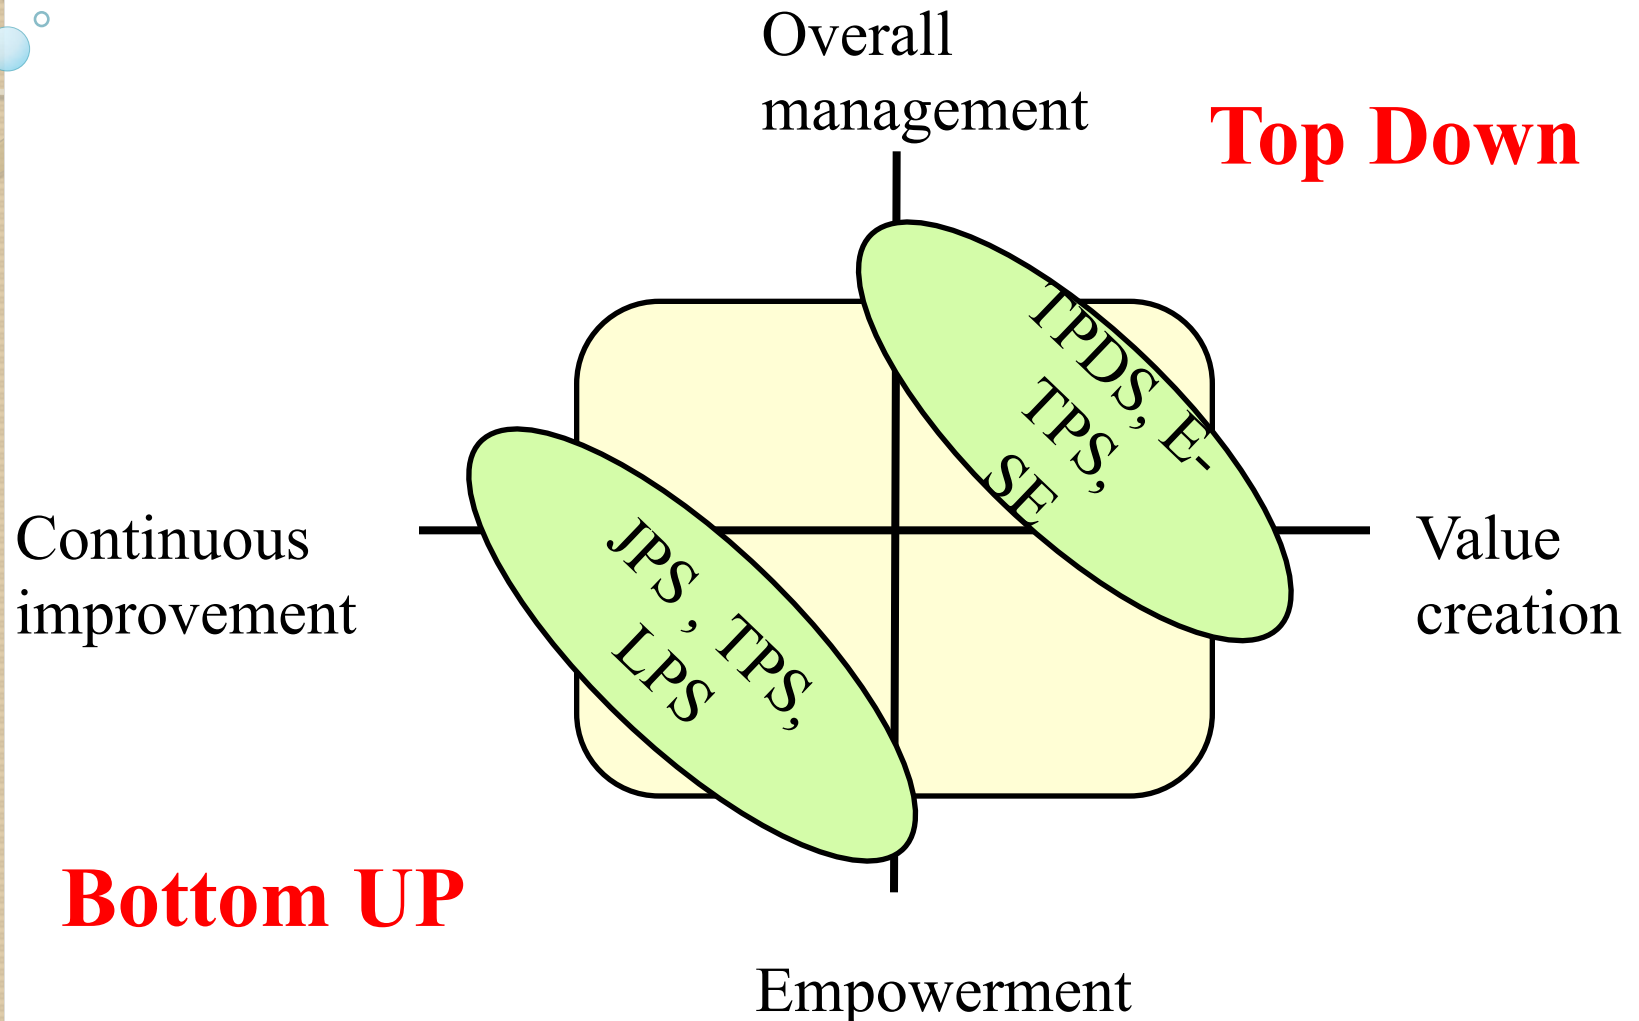 Overall
management
Top Down
TPDS, E-
TPS,
SE
Continuous
improvement
Value
creation
JPS , TPS,
LPS
Bottom UP
Empowerment